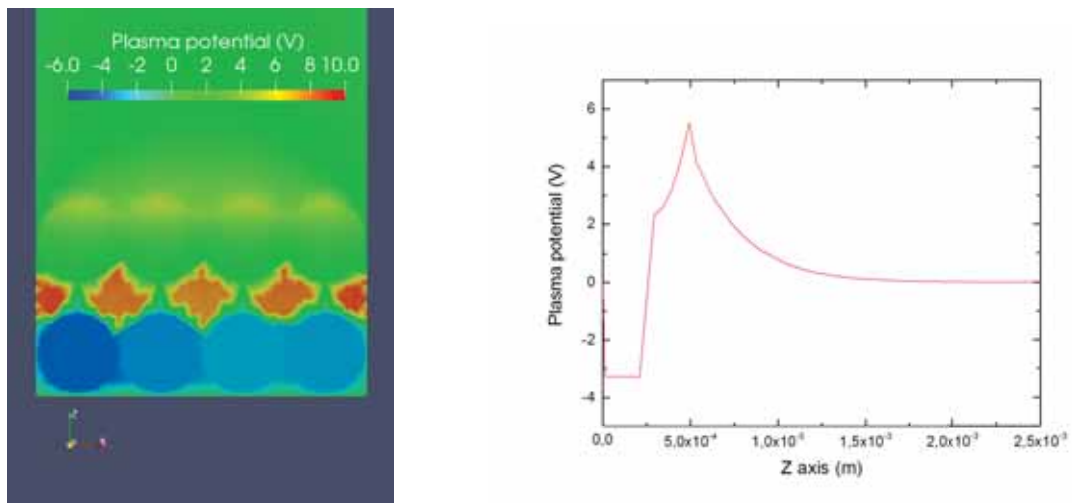 Plasma potential (V)
-6.0 -4 -2 0 2 4 6 8 10.0
Plasma potential (V)
6
4
2
0
-2
-4
0,0 5,0x10⁻⁴ 1,0x10⁻³ 1,5x10⁻³ 2,0x10⁻³ 2,5x10⁻³
Z axis (m)